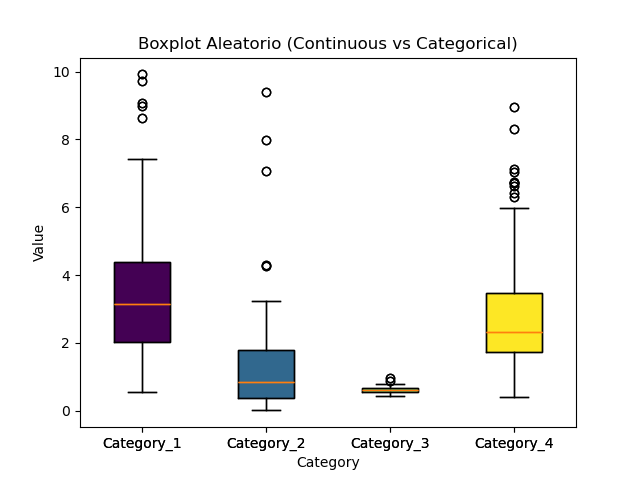 Boxplot Aleatorio (Continuous vs Categorical)
10
8
6
4
2
0
Value
Category_1 Category_2 Category_3 Category_4
Category